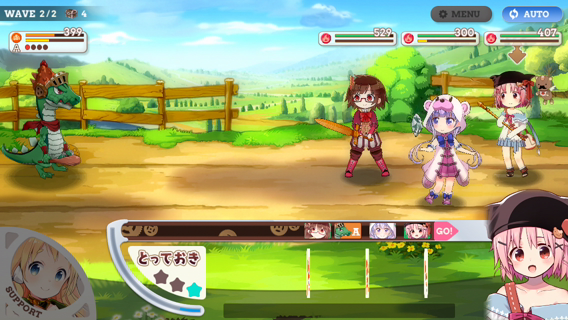 WAVE 2/2 4
MENU
AUTO
399
A
529
300
407
A
GO!
とっておき
SUPPORT